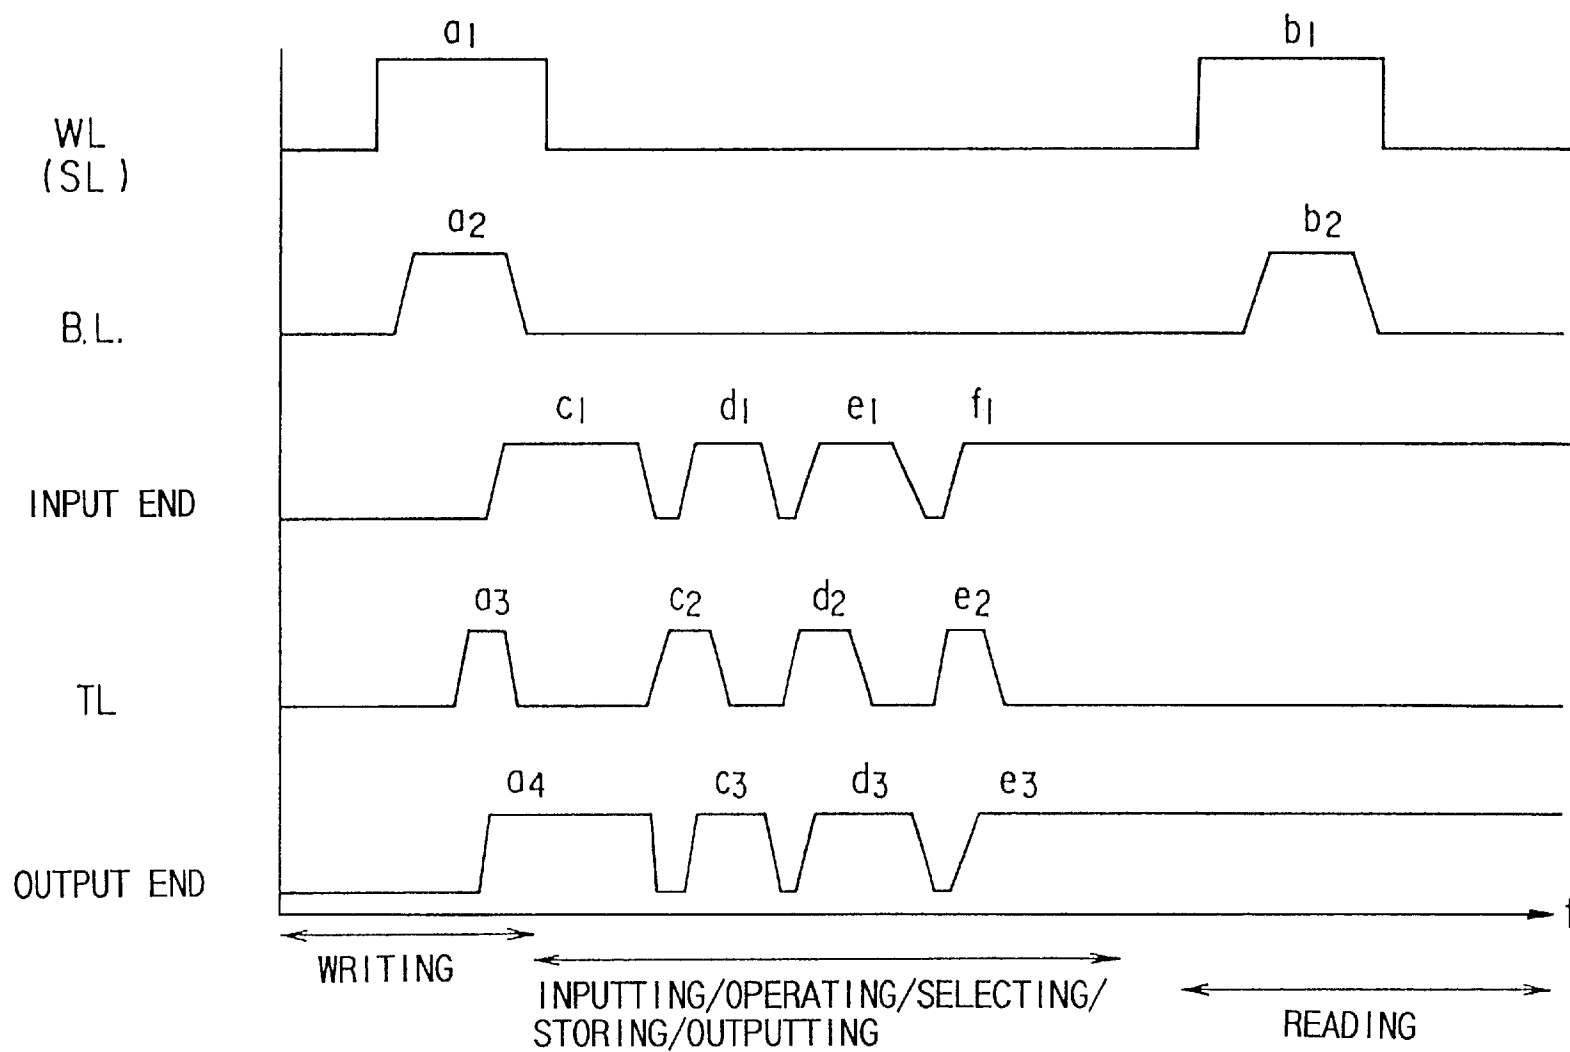 a1 b1
WL
(SL)
a2 b2
B.L.
c1 d1 e1 f1
INPUT END
a3 c2 d2 e2
TL
a4 c3 d3 e3
OUTPUT END
WRITING
INPUTTING/OPERATING/SELECTING/
STORING/OUTPUTTING
READING